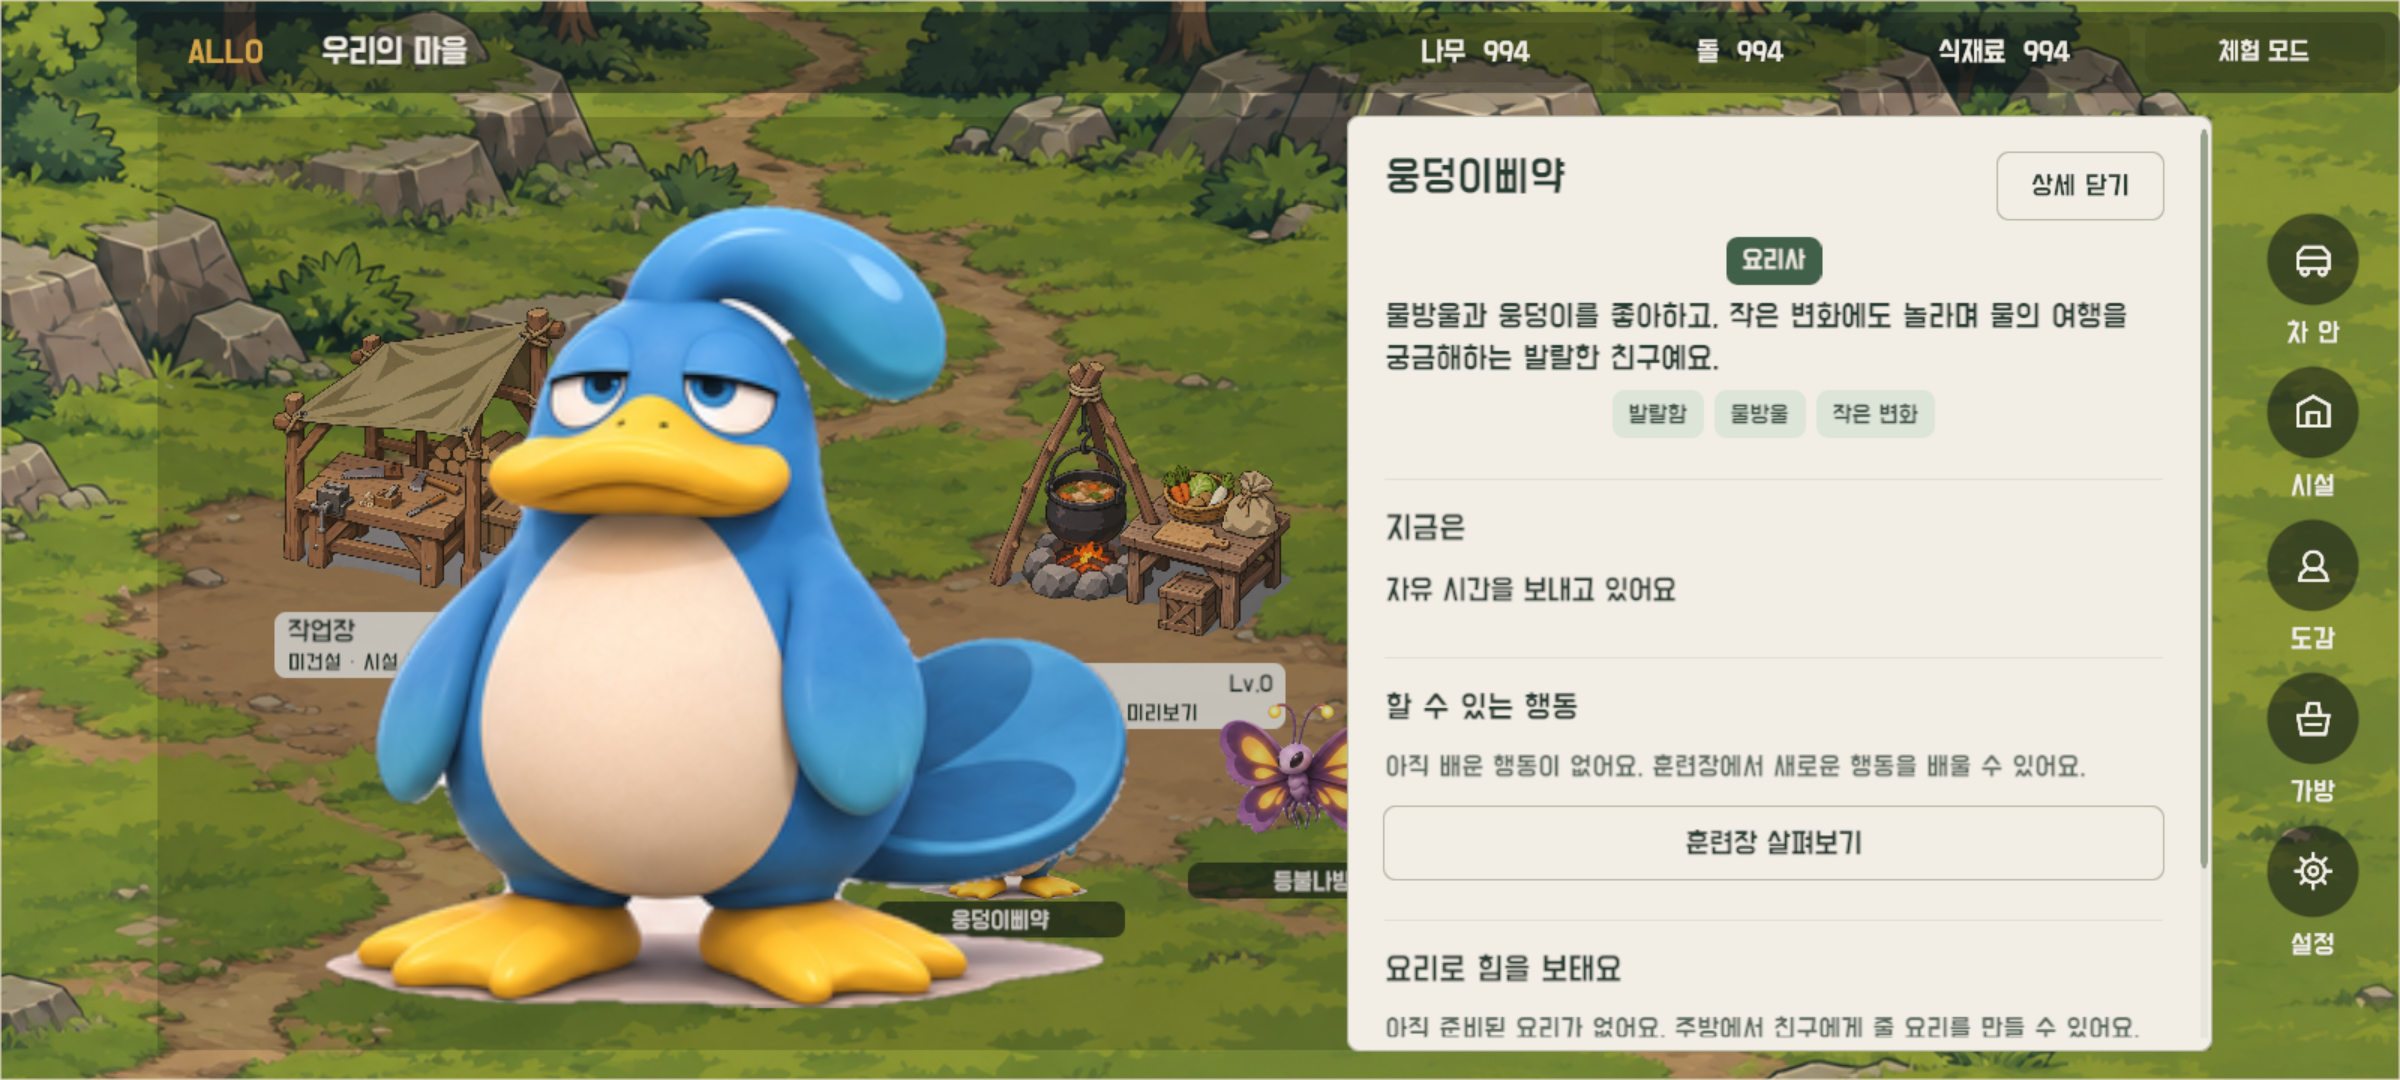 ALLO 우리의 마을 나무 994 돌 994 식재료 994 체험 모드
웅덩이삐약
상세 닫기
요리사
물방울과 웅덩이를 좋아하고, 작은 변화에도 놀라며 물의 여행을
궁금해하는 발랄한 친구예요.
발랄함 물방울 작은 변화
지금은
자유 시간을 보내고 있어요
할 수 있는 행동
아직 배운 행동이 없어요. 훈련장에서 새로운 행동을 배울 수 있어요.
훈련장 살펴보기
요리로 힘을 보태요
아직 준비된 요리가 없어요. 주방에서 친구에게 줄 요리를 만들 수 있어요.
작업장
미건설 · 시설
Lv.0
미리보기
등불나방
웅덩이삐약
차 안
시설
도감
가방
설정